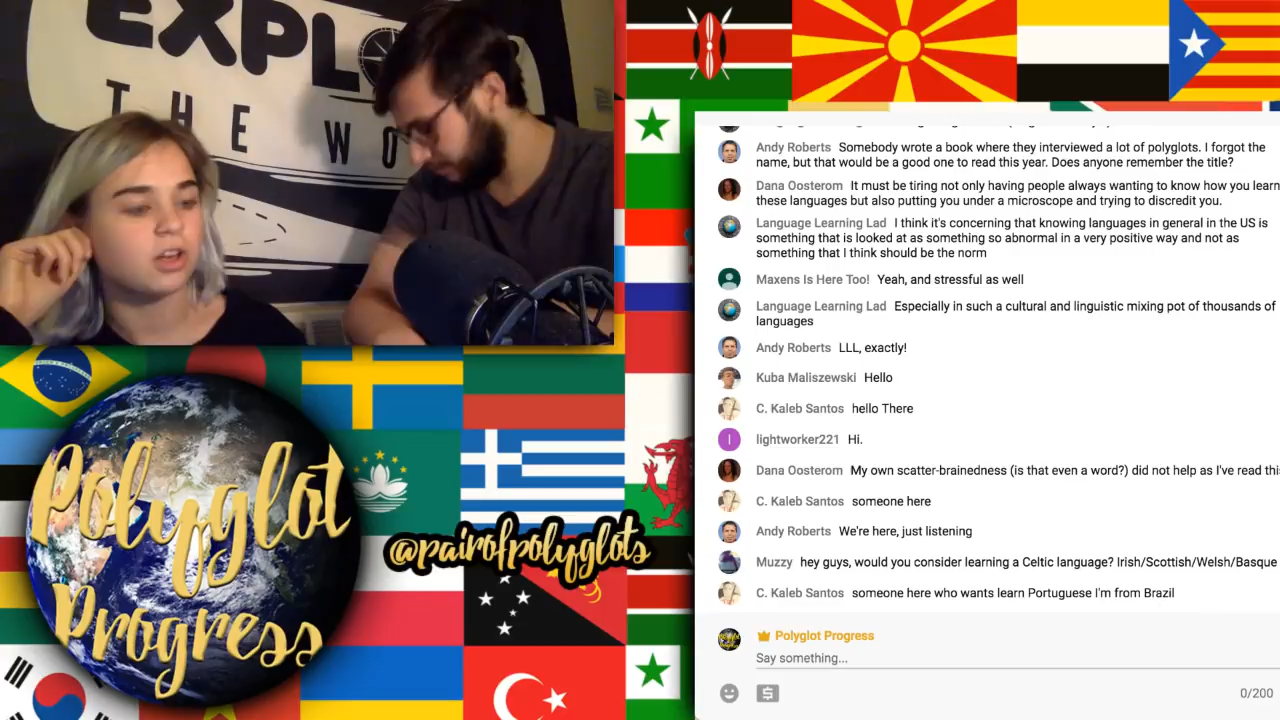 EXPLO
THE WO
Andy Roberts Somebody wrote a book where they interviewed a lot of polyglots. I forgot the
name, but that would be a good one to read this year. Does anyone remember the title?
Dana Oosterom It must be tiring not only having people always wanting to know how you learn
these languages but also putting you under a microscope and trying to discredit you.
Language Learning Lad I think it's concerning that knowing languages in general in the US is
something that is looked at as something so abnormal in a very positive way and not as
something that I think should be the norm
Maxens Is Here Too! Yeah, and stressful as well
Language Learning Lad Especially in such a cultural and linguistic mixing pot of thousands of
languages
Andy Roberts LLL, exactly!
Kuba Maliszewski Hello
C. Kaleb Santos hello There
l lightworker221 Hi.
Dana Oosterom My own scatter-brainedness (is that even a word?) did not help as I've read this
C. Kaleb Santos someone here
Andy Roberts We're here, just listening
Muzzy hey guys, would you consider learning a Celtic language? Irish/Scottish/Welsh/Basque
C. Kaleb Santos someone here who wants learn Portuguese I'm from Brazil
Polyglot Progress
Say something...
0/200
Polyglot
Progress
@pairofpolyglots